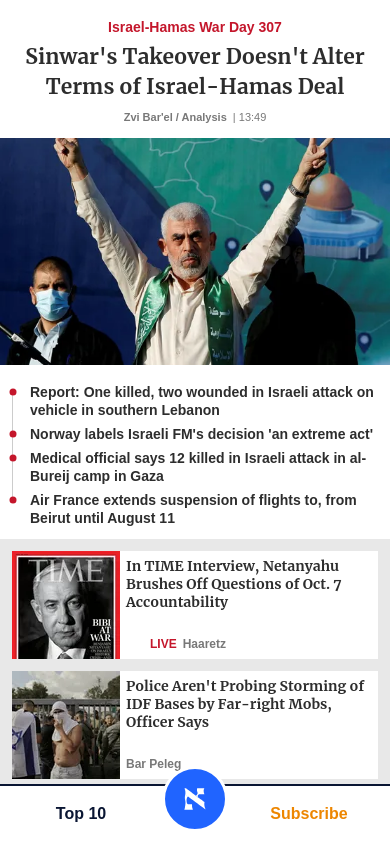 Israel-Hamas War Day 307
Sinwar's Takeover Doesn't Alter
Terms of Israel-Hamas Deal
Zvi Bar'el / Analysis | 13:49
Report: One killed, two wounded in Israeli attack on
vehicle in southern Lebanon
Norway labels Israeli FM's decision 'an extreme act'
Medical official says 12 killed in Israeli attack in al-
Bureij camp in Gaza
Air France extends suspension of flights to, from
Beirut until August 11
TIME
BIBI
AT
WAR
In TIME Interview, Netanyahu
Brushes Off Questions of Oct. 7
Accountability
LIVE Haaretz
Police Aren't Probing Storming of
IDF Bases by Far-right Mobs,
Officer Says
Bar Peleg
Top 10
Subscribe